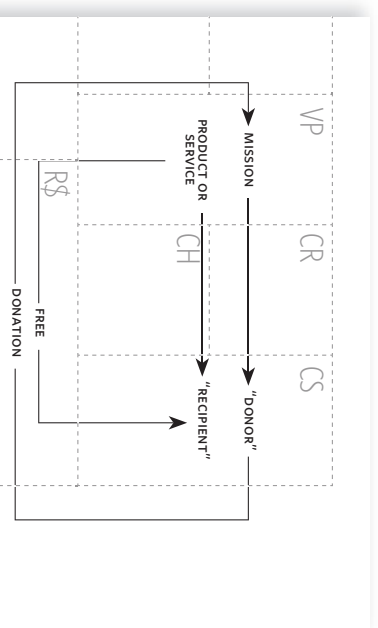 VP
CR
CS
MISSION
"DONOR"
PRODUCT OR
SERVICE
CH
"RECIPIENT"
R$
FREE
DONATION